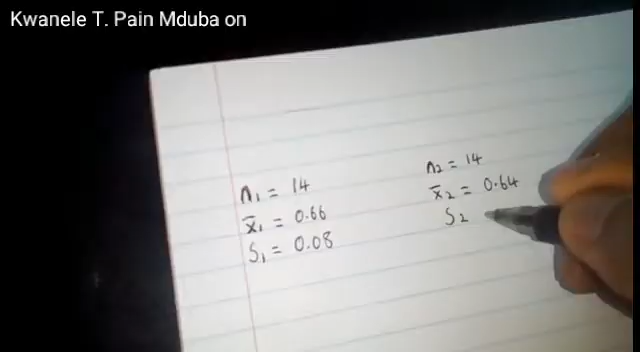 Kwanele T. Pain Mduba on
n₁ = 14
x̄₁ = 0.66
S₁ = 0.08
n₂ = 14
x̄₂ = 0.64
S₂